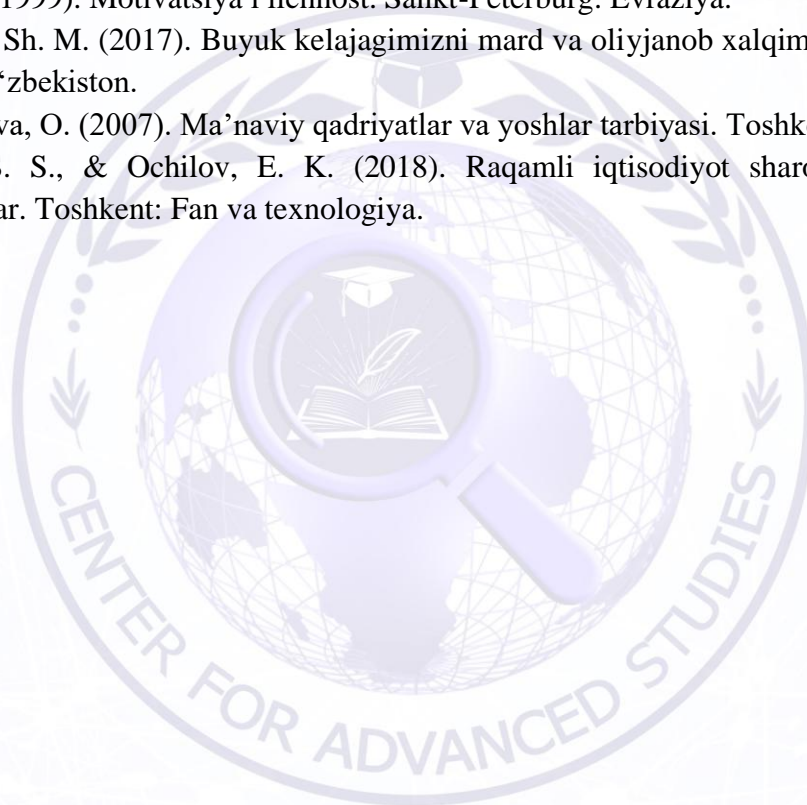 1999). Motivatsiya i lichnost. Sankt-Peterburg: Evraziya.
Sh. M. (2017). Buyuk kelajagimizni mard va oliyjanob xalqim
‘zbekiston.
va, O. (2007). Ma’naviy qadriyatlar va yoshlar tarbiyasi. Toshk
S., & Ochilov, E. K. (2018). Raqamli iqtisodiyot
ar. Toshkent: Fan va texnologiya.
CENTER FOR ADVANCED STUDIES